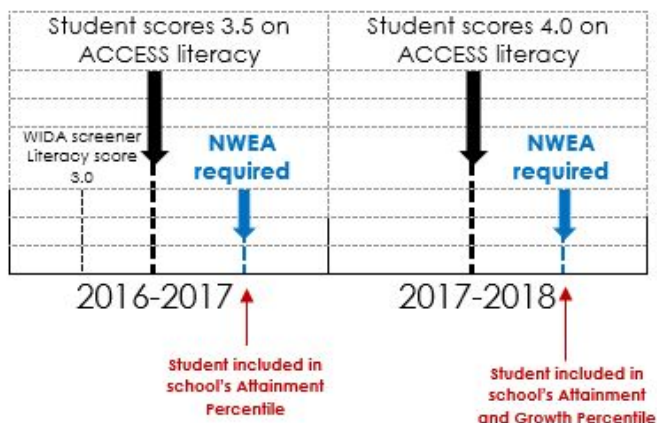 Student scores 3.5 on
ACCESS literacy
Student scores 4.0 on
ACCESS literacy
WIDA screener
Literacy score
3.0
NWEA
required
NWEA
required
2016-2017
2017-2018
Student included in
school's Attainment
Percentile
Student included in
school's Attainment
and Growth Percentile